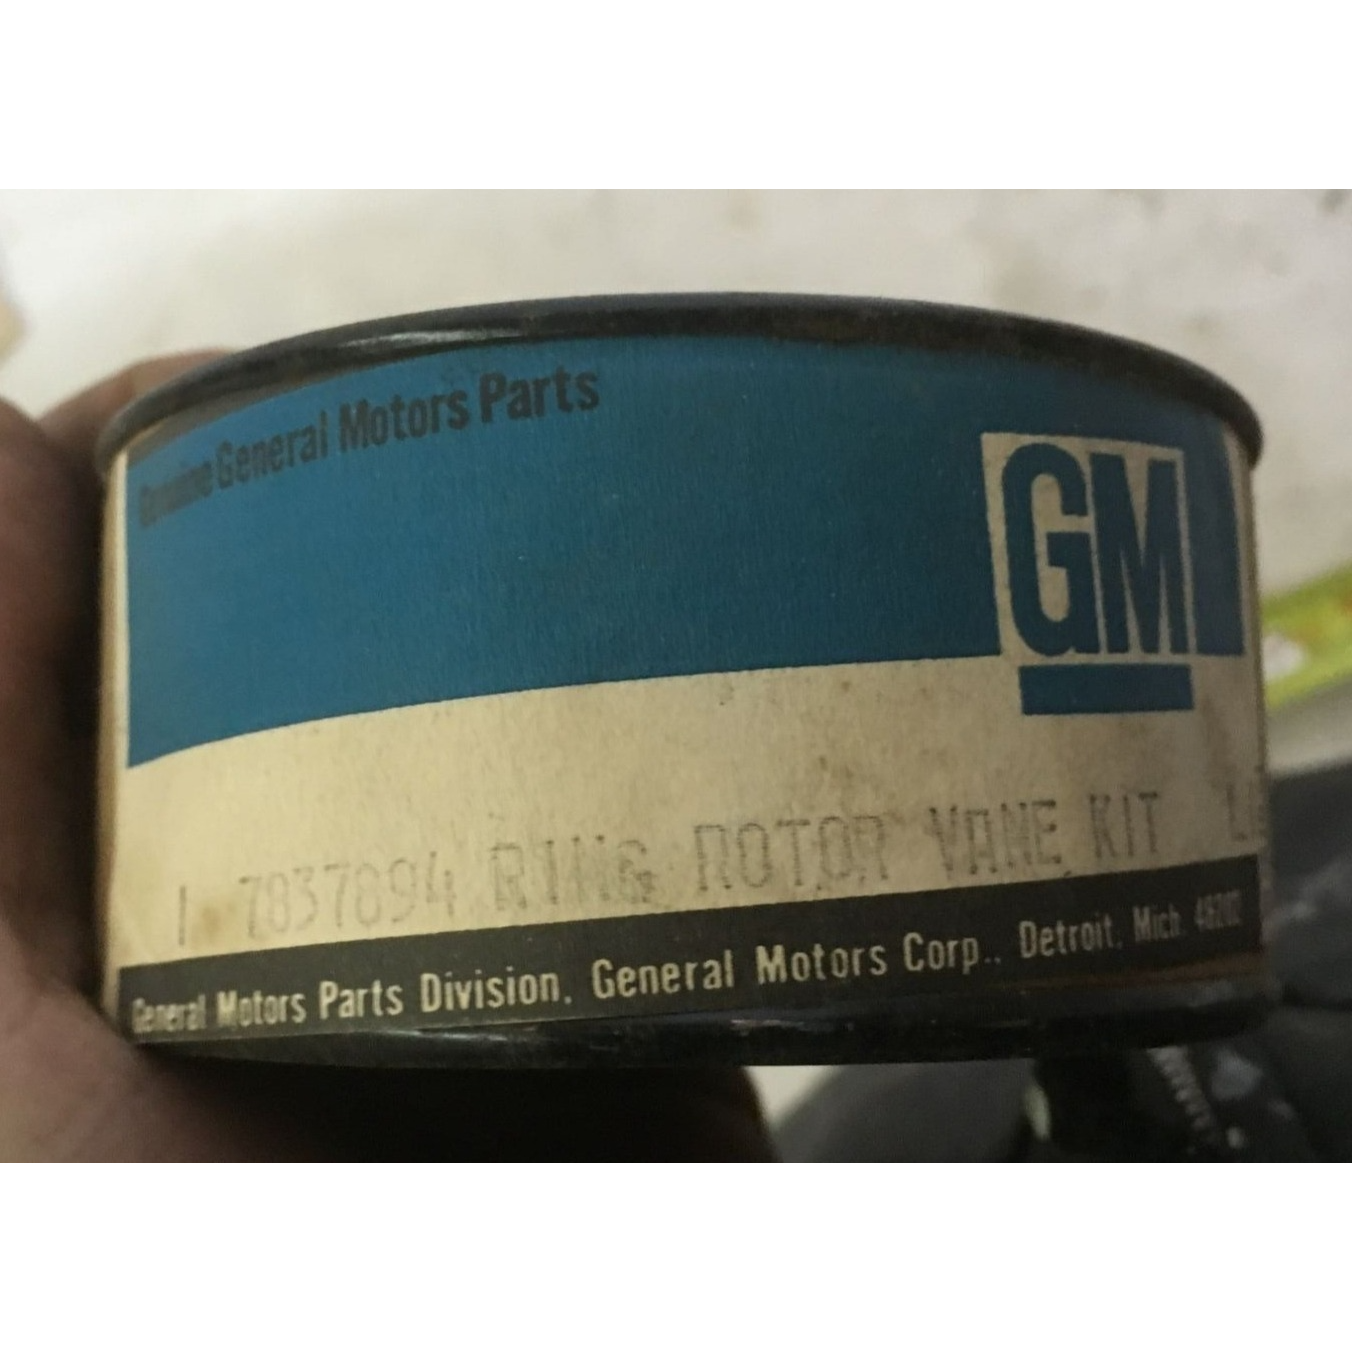 Genuine General Motors Parts
GM
1 7837894 RING ROTOR VANE KIT
General Motors Parts Division, General Motors Corp., Detroit, Mich. 48202